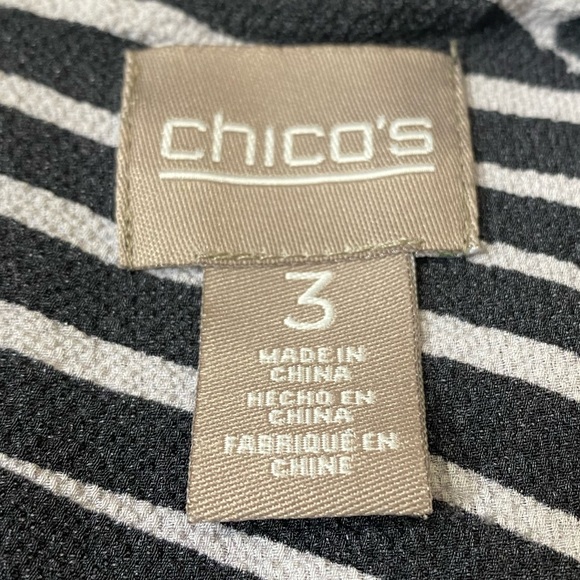 chico's
3
MADE IN
CHINA
HECHO EN
CHINA
FABRIQUÉ EN
CHINE